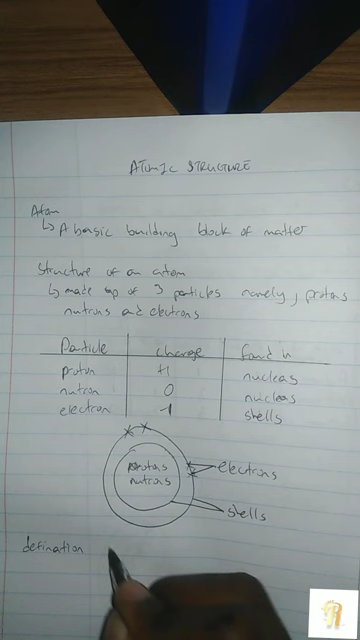 ATOMIC STRUCTURE
Atom
↳ A basic building block of matter
Structure of an atom
↳ made up of 3 particles namely, protons
nutrons and electrons
Particle charge found in
proton +1 nucleas
nutron 0 nucleas
electron -1 shells
protons
nutrons
electrons
shells
defination